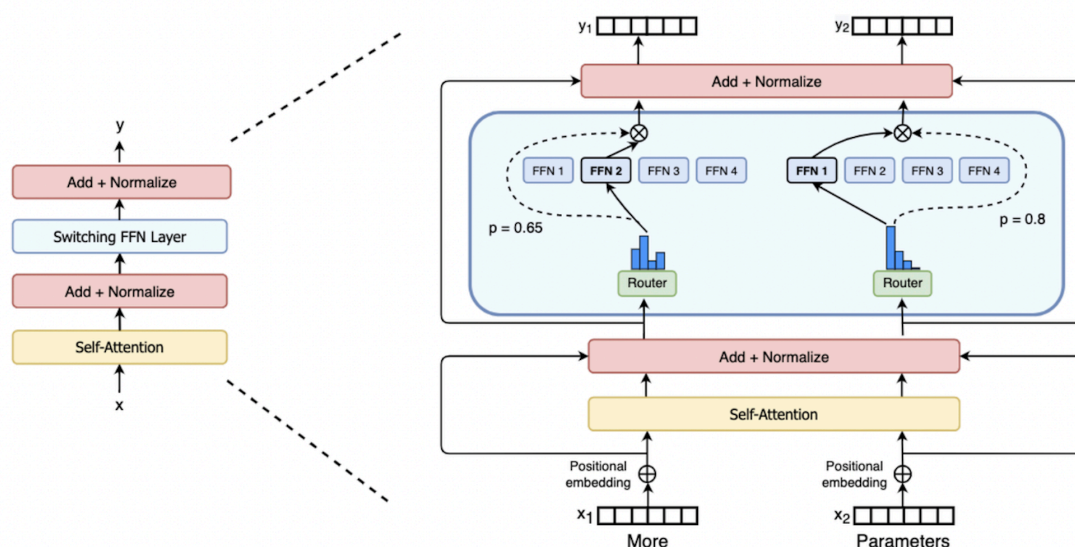 y
Add + Normalize
Switching FFN Layer
Add + Normalize
Self-Attention
x
y1
y2
Add + Normalize
FFN 1 FFN 2 FFN 3 FFN 4
FFN 1 FFN 2 FFN 3 FFN 4
p = 0.65
p = 0.8
Router
Router
Add + Normalize
Self-Attention
Positional
embedding
Positional
embedding
x1
x2
More
Parameters